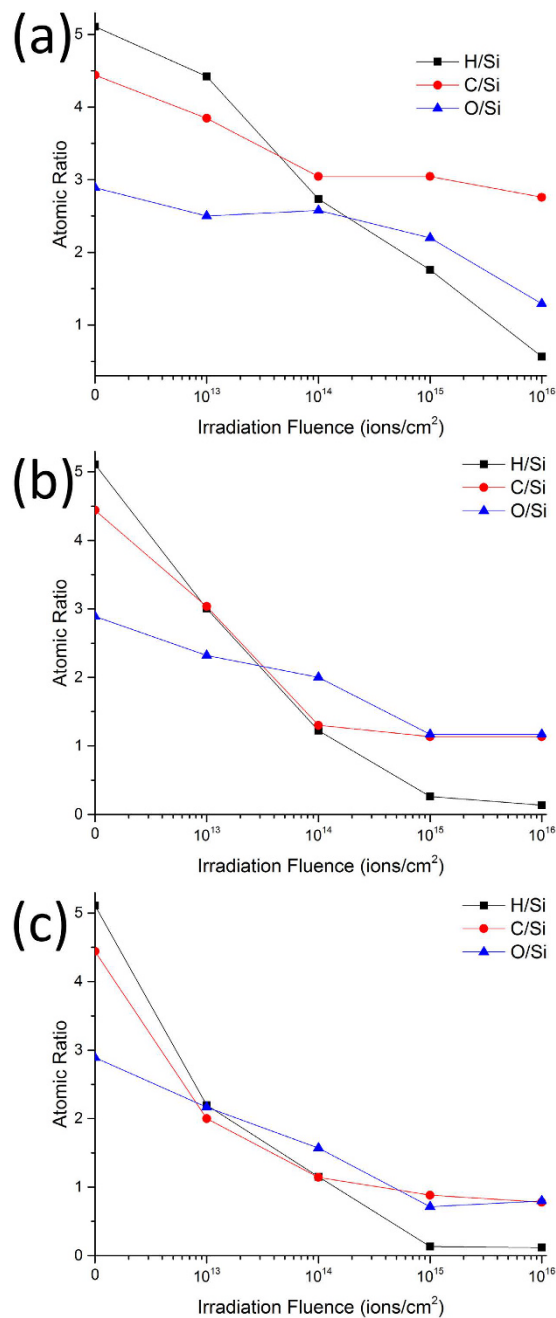 (a)
H/Si
C/Si
O/Si
5
4
3
2
1
Atomic Ratio
0 10¹³ 10¹⁴ 10¹⁵ 10¹⁶
Irradiation Fluence (ions/cm²)
(b)
H/Si
C/Si
O/Si
5
4
3
2
1
0
Atomic Ratio
0 10¹³ 10¹⁴ 10¹⁵ 10¹⁶
Irradiation Fluence (ions/cm²)
(c)
H/Si
C/Si
O/Si
5
4
3
2
1
0
Atomic Ratio
0 10¹³ 10¹⁴ 10¹⁵ 10¹⁶
Irradiation Fluence (ions/cm²)